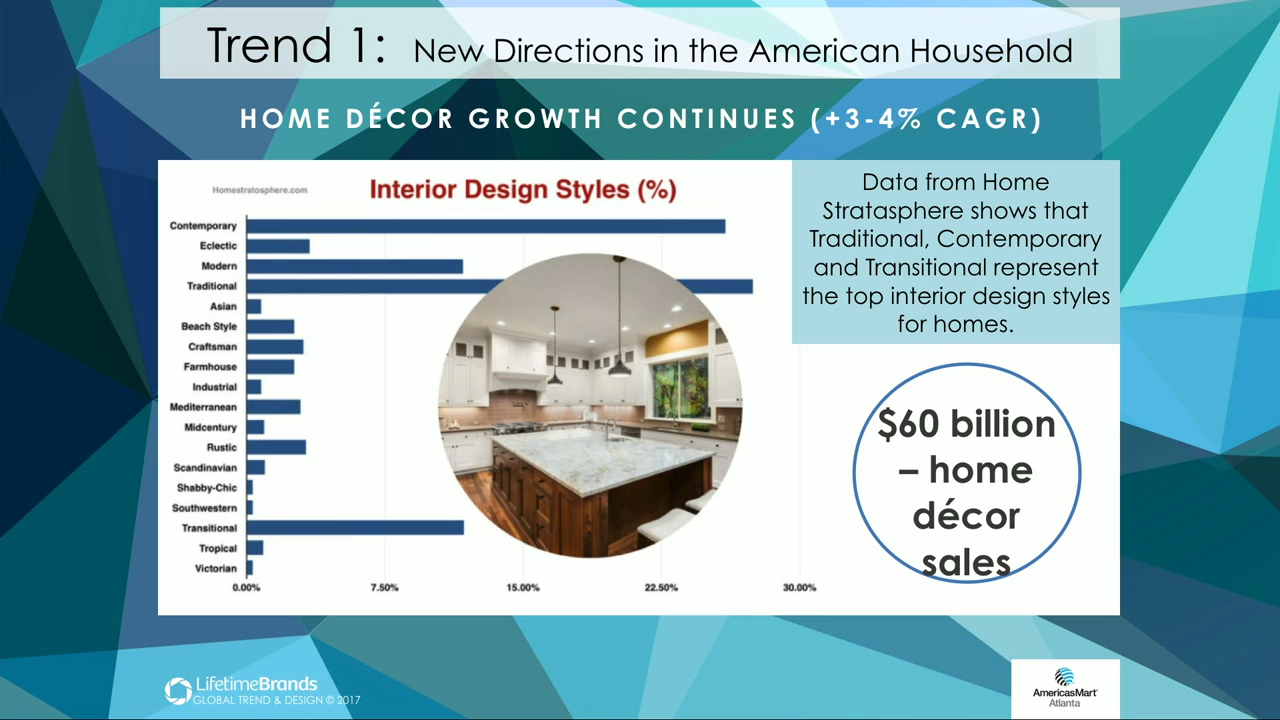 Trend 1: New Directions in the American Household
HOME DÉCOR GROWTH CONTINUES (+3-4% CAGR)
Homestratosphere.com
Interior Design Styles (%)
Contemporary
Eclectic
Modern
Traditional
Asian
Beach Style
Craftsman
Farmhouse
Industrial
Mediterranean
Midcentury
Rustic
Scandinavian
Shabby-Chic
Southwestern
Transitional
Tropical
Victorian
0.00% 7.50% 15.00% 22.50% 30.00%
Data from Home
Stratasphere shows that
Traditional, Contemporary
and Transitional represent
the top interior design styles
for homes.
$60 billion
– home
décor
sales
LifetimeBrands
GLOBAL TREND & DESIGN © 2017
AmericasMart
Atlanta